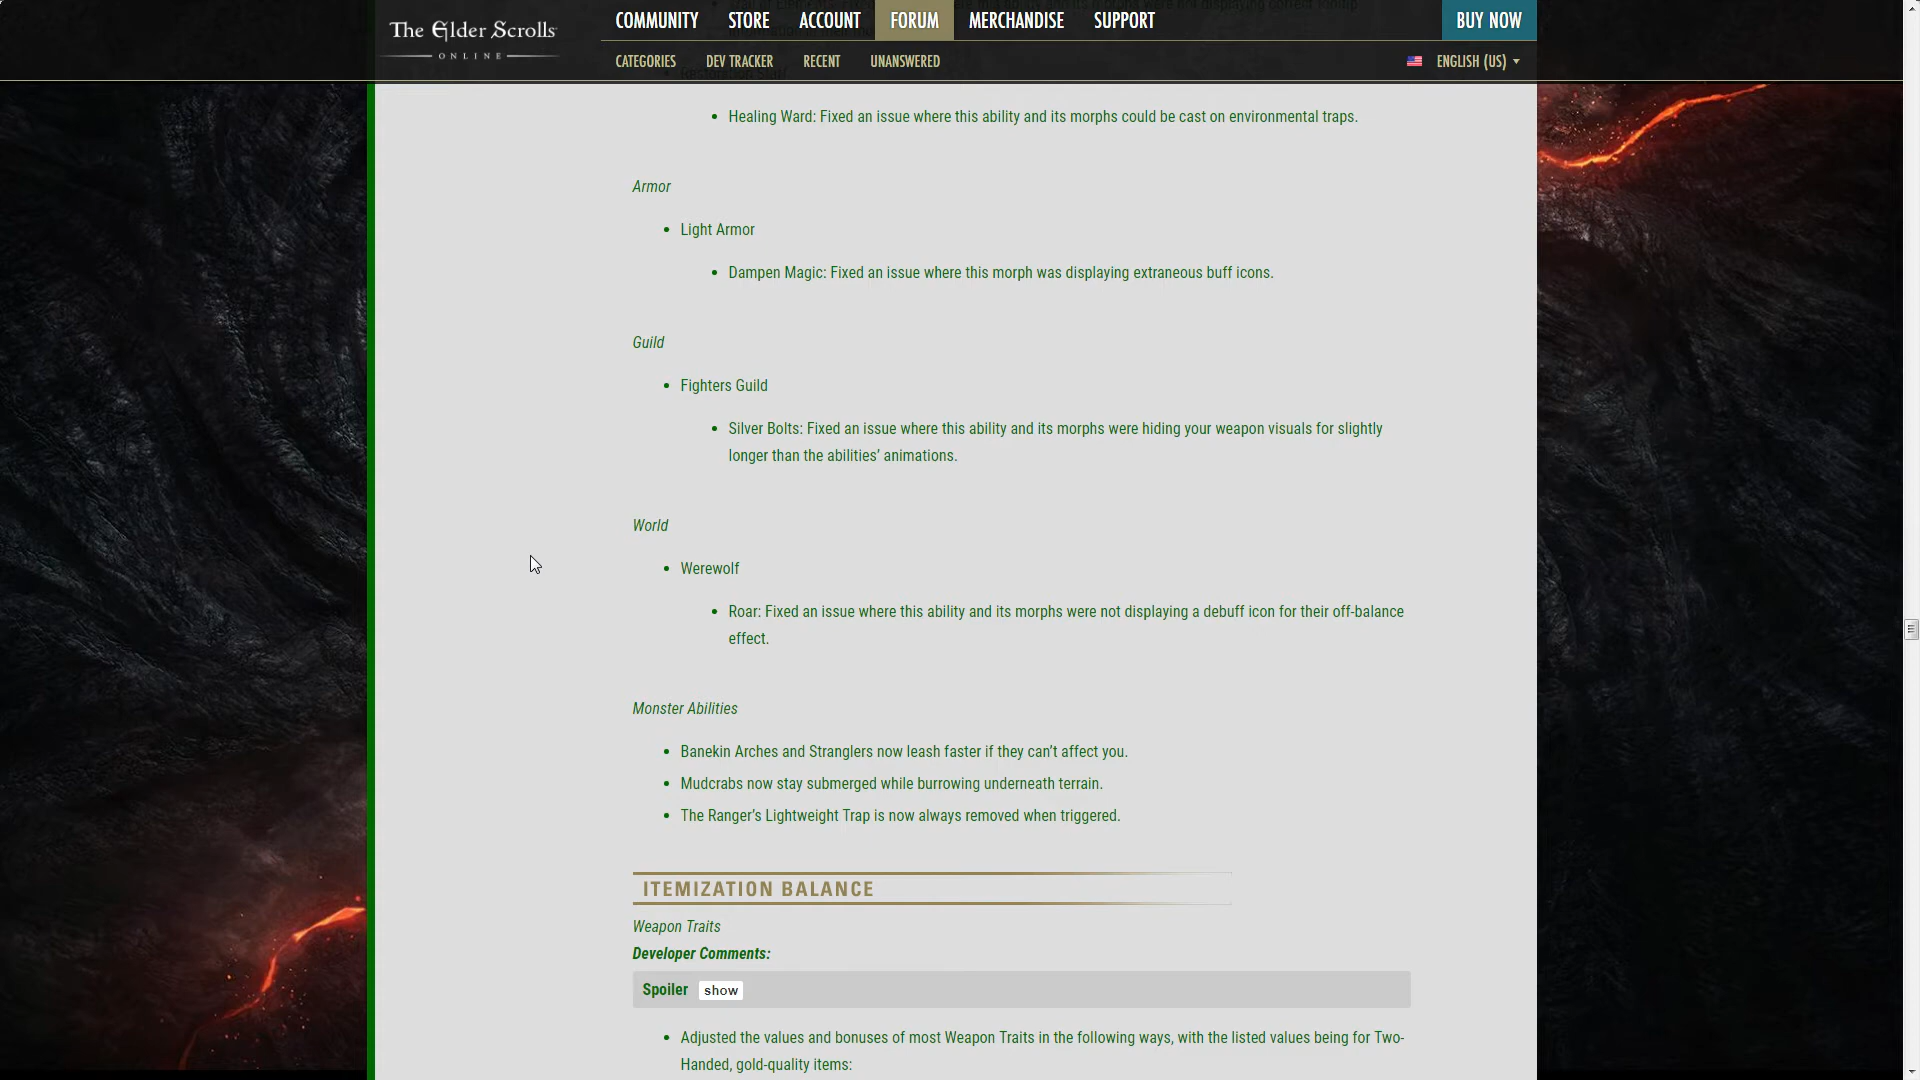 The Elder Scrolls
ONLINE
COMMUNITY STORE ACCOUNT FORUM MERCHANDISE SUPPORT
BUY NOW
CATEGORIES DEV TRACKER RECENT UNANSWERED
ENGLISH (US)
Healing Ward: Fixed an issue where this ability and its morphs could be cast on environmental traps.
Armor
Light Armor
Dampen Magic: Fixed an issue where this morph was displaying extraneous buff icons.
Guild
Fighters Guild
Silver Bolts: Fixed an issue where this ability and its morphs were hiding your weapon visuals for slightly
longer than the abilities’ animations.
World
Werewolf
Roar: Fixed an issue where this ability and its morphs were not displaying a debuff icon for their off-balance
effect.
Monster Abilities
Banekin Arches and Stranglers now leash faster if they can’t affect you.
Mudcrabs now stay submerged while burrowing underneath terrain.
The Ranger’s Lightweight Trap is now always removed when triggered.
ITEMIZATION BALANCE
Weapon Traits
Developer Comments:
Spoiler show
Adjusted the values and bonuses of most Weapon Traits in the following ways, with the listed values being for Two-
Handed, gold-quality items: